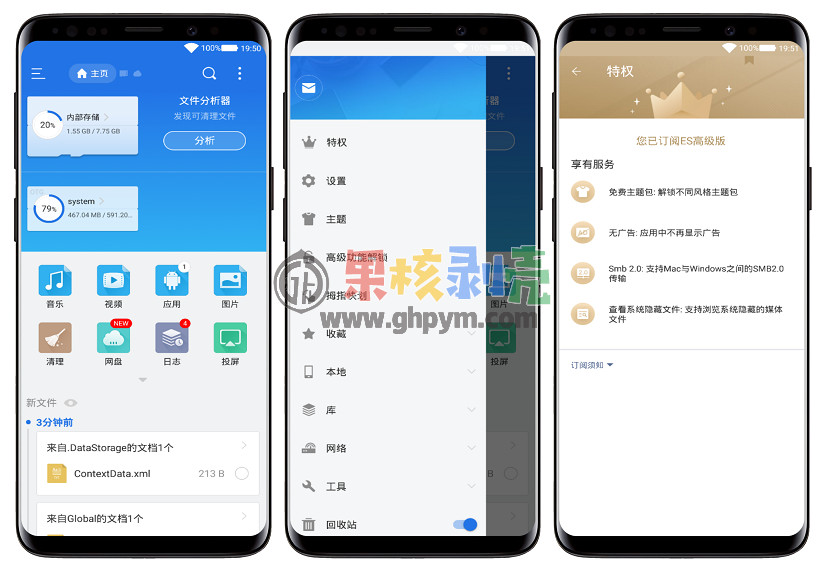 100% 19:50
主页
20%
内部存储
1.55 GB / 7.75 GB
文件分析器
发现可清理文件
分析
79%
system
467.04 MB / 591.20...
音乐
视频
1
应用
图片
清理
NEW
网盘
4
日志
投屏
新文件
3分钟前
来自.DataStorage的文档1个
ContextData.xml
213 B
来自Global的文档1个
100%
特权
设置
主题
高级功能解锁
拇指模式
收藏
本地
库
网络
工具
回收站
图片
投屏
B
果核剥壳
www.ghpym.com
100% 19:51
特权
您已订阅ES高级版
享有服务
免费主题包: 解锁不同风格主题包
AD
无广告: 应用中不再显示广告
Smb 2.0: 支持Mac与Windows之间的SMB2.0
传输
查看系统隐藏文件: 支持浏览系统隐藏的媒体
文件
订阅须知